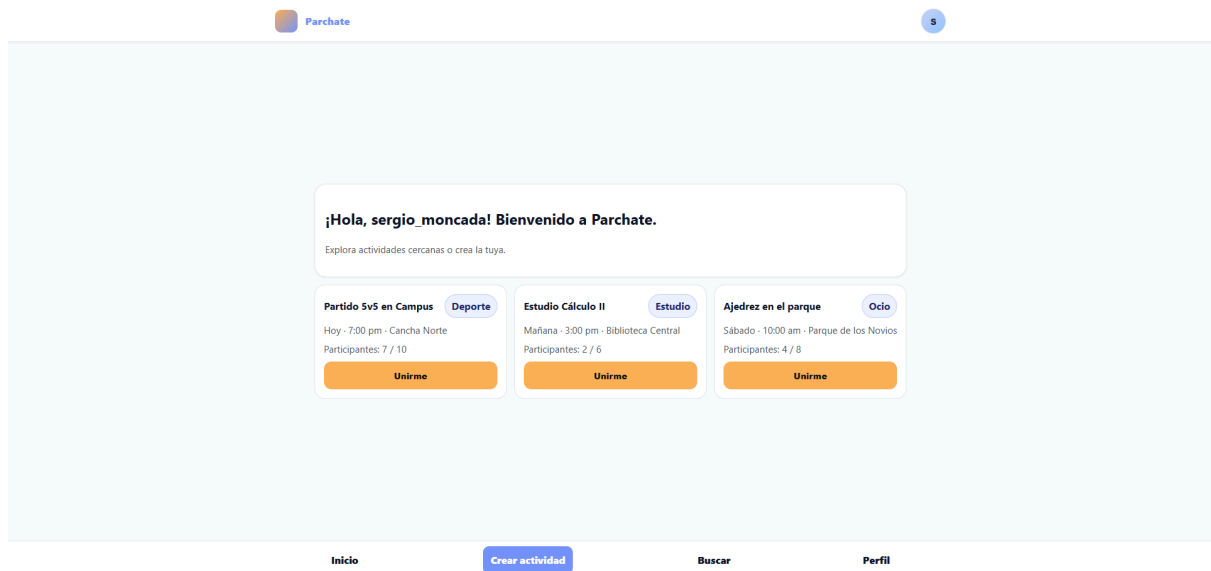 Parchate
S
¡Hola, sergio_moncada! Bienvenido a Parchate.
Explora actividades cercanas o crea la tuya.
Partido 5v5 en Campus
Deporte
Hoy · 7:00 pm · Cancha Norte
Participantes: 7 / 10
Unirme
Estudio Cálculo II
Estudio
Mañana · 3:00 pm · Biblioteca Central
Participantes: 2 / 6
Unirme
Ajedrez en el parque
Ocio
Sábado · 10:00 am · Parque de los Novios
Participantes: 4 / 8
Unirme
Inicio
Crear actividad
Buscar
Perfil